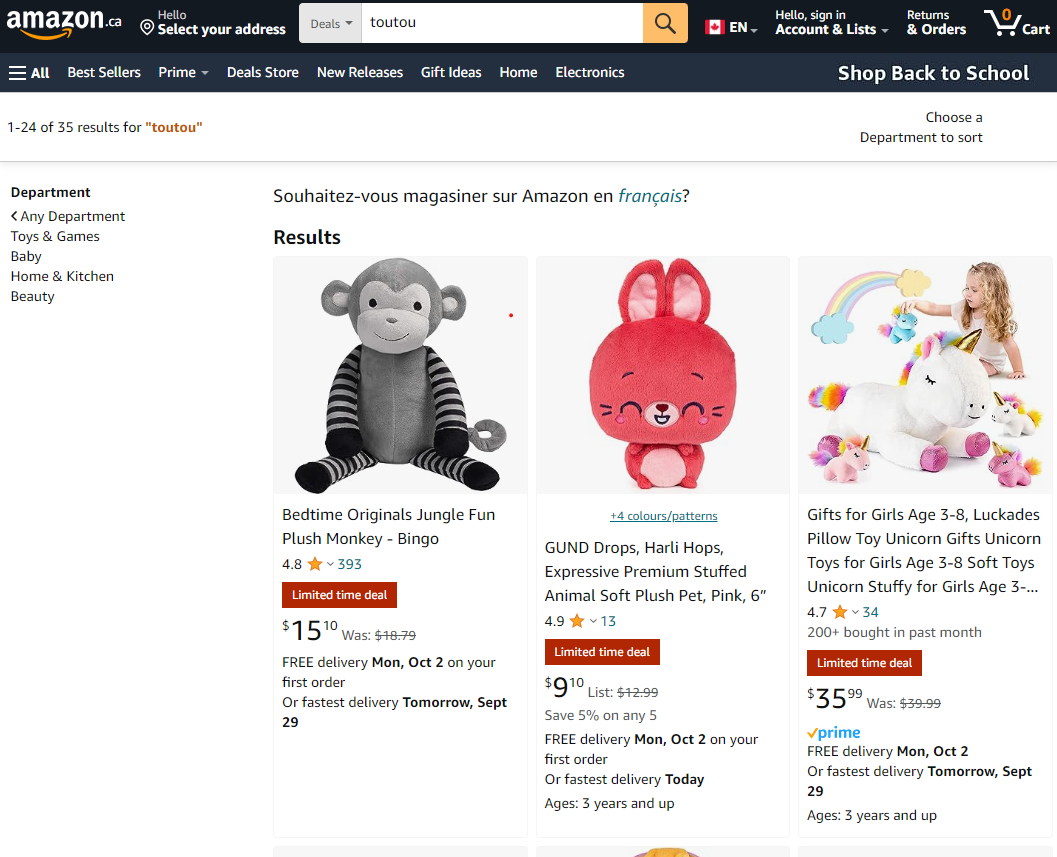 amazon.ca
Hello
Select your address
Deals
toutou
EN
Hello, sign in
Account & Lists
Returns
& Orders
0
Cart
All
Best Sellers
Prime
Deals Store
New Releases
Gift Ideas
Home
Electronics
Shop Back to School
1-24 of 35 results for "toutou"
Choose a
Department to sort
Department
Any Department
Toys & Games
Baby
Home & Kitchen
Beauty
Souhaitez-vous magasiner sur Amazon en français?
Results
Bedtime Originals Jungle Fun
Plush Monkey - Bingo
4.8 393
Limited time deal
$1510 Was: $18.79
FREE delivery Mon, Oct 2 on your
first order
Or fastest delivery Tomorrow, Sept
29
+4 colours/patterns
GUND Drops, Harli Hops,
Expressive Premium Stuffed
Animal Soft Plush Pet, Pink, 6”
4.9 13
Limited time deal
$910 List: $12.99
Save 5% on any 5
FREE delivery Mon, Oct 2 on your
first order
Or fastest delivery Today
Ages: 3 years and up
Gifts for Girls Age 3-8, Luckades
Pillow Toy Unicorn Gifts Unicorn
Toys for Girls Age 3-8 Soft Toys
Unicorn Stuffy for Girls Age 3-...
4.7 34
200+ bought in past month
Limited time deal
$3599 Was: $39.99
prime
FREE delivery Mon, Oct 2
Or fastest delivery Tomorrow, Sept
29
Ages: 3 years and up